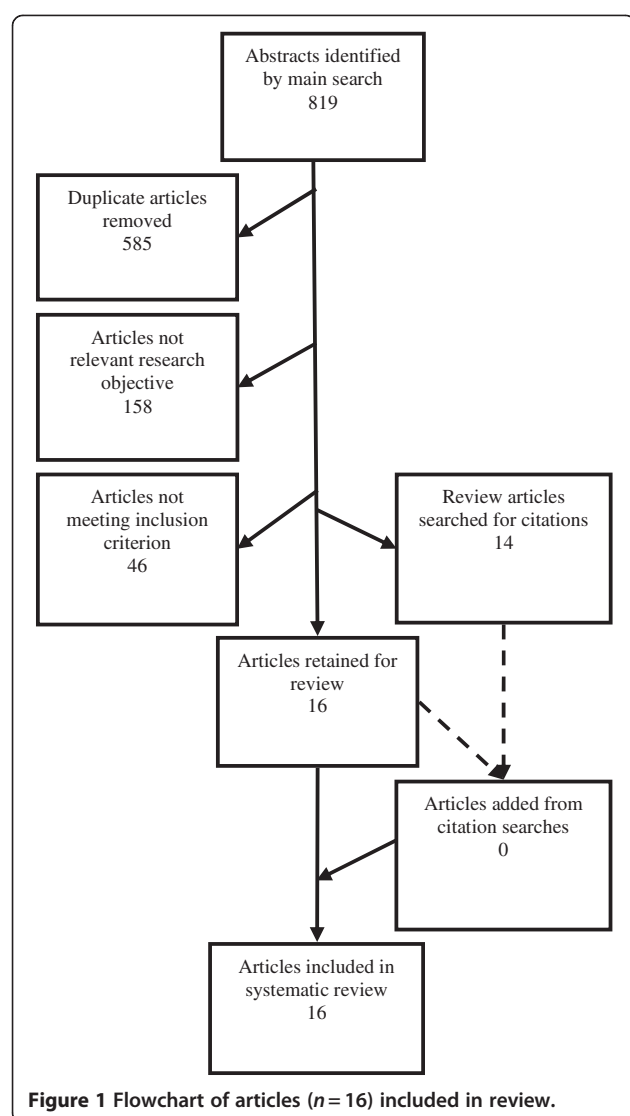 Abstracts identified
by main search
819
Duplicate articles
removed
585
Articles not
relevant research
objective
158
Articles not
meeting inclusion
criterion
46
Review articles
searched for citations
14
Articles retained for
review
16
Articles added from
citation searches
0
Articles included in
systematic review
16
Figure 1 Flowchart of articles (n = 16) included in review.